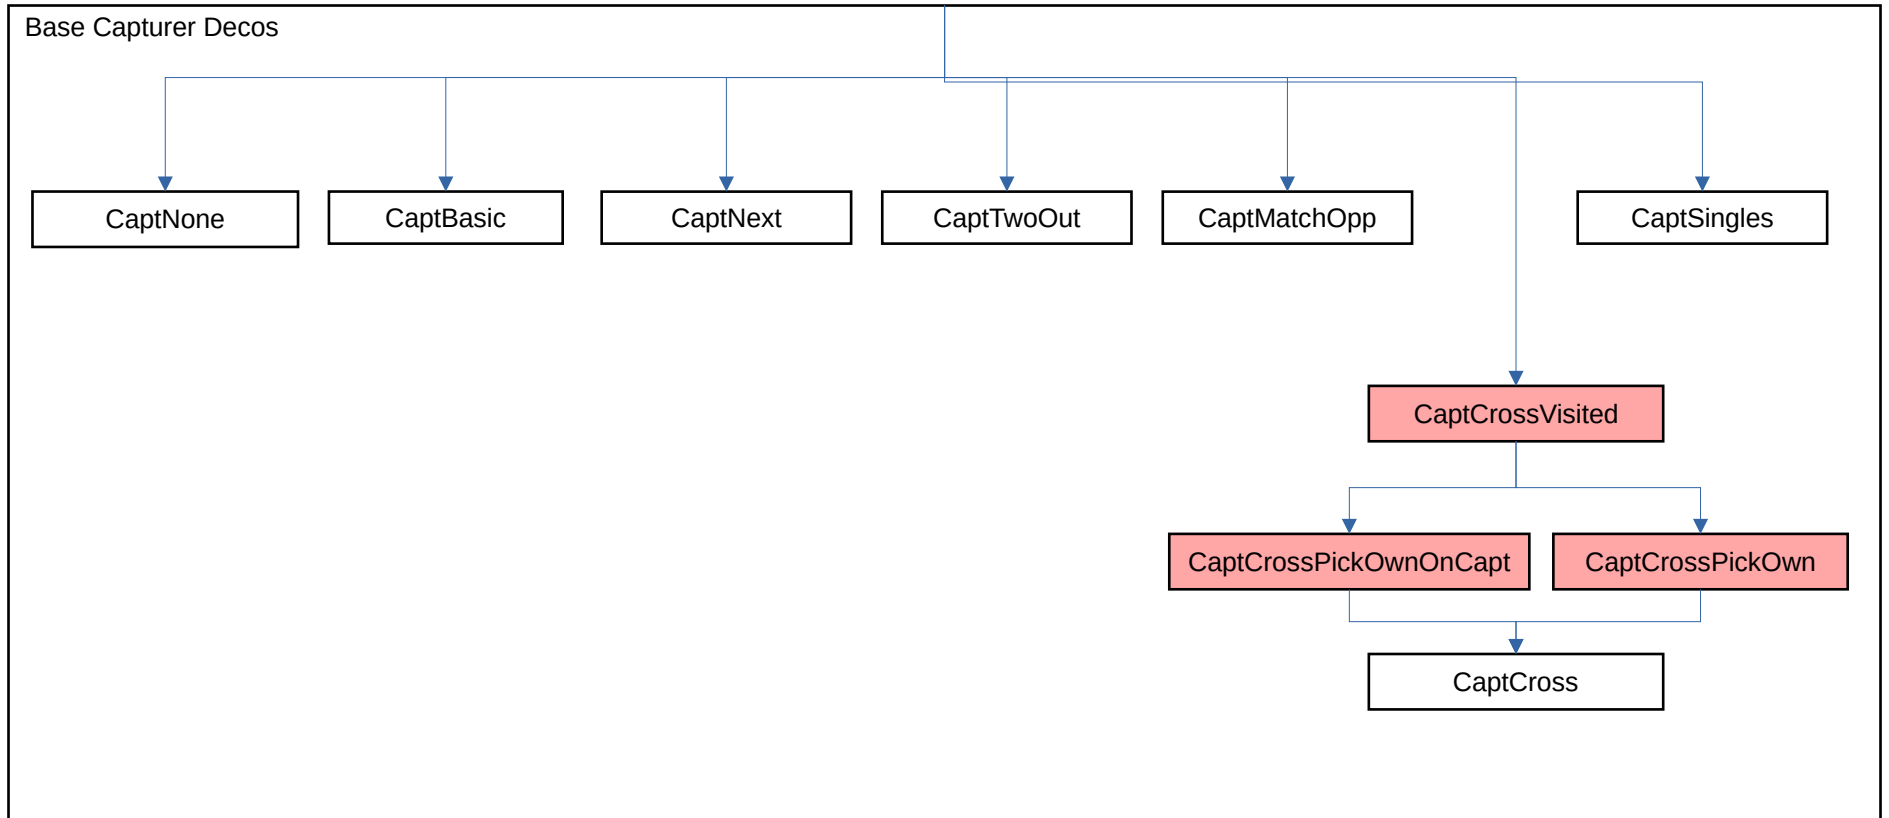 Base Capturer Decos
CaptNone
CaptBasic
CaptNext
CaptTwoOut
CaptMatchOpp
CaptSingles
CaptCrossVisited
CaptCrossPickOwnOnCapt
CaptCrossPickOwn
CaptCross